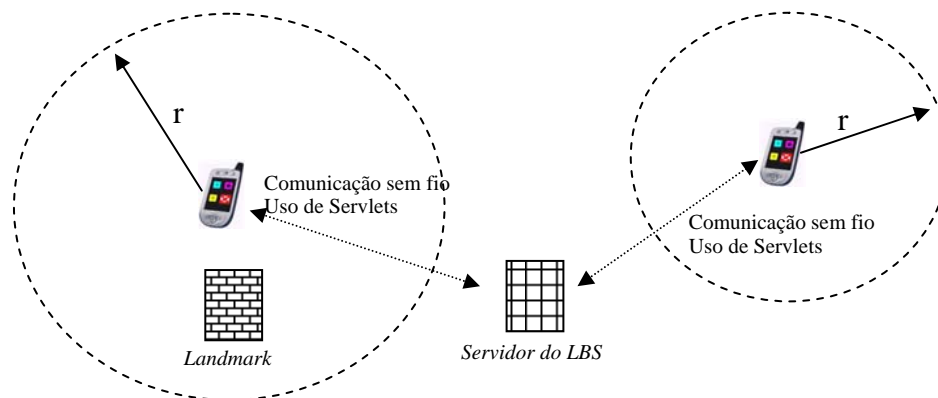 r
r
Comunicação sem fio
Uso de Servlets
Comunicação sem fio
Uso de Servlets
Landmark
Servidor do LBS